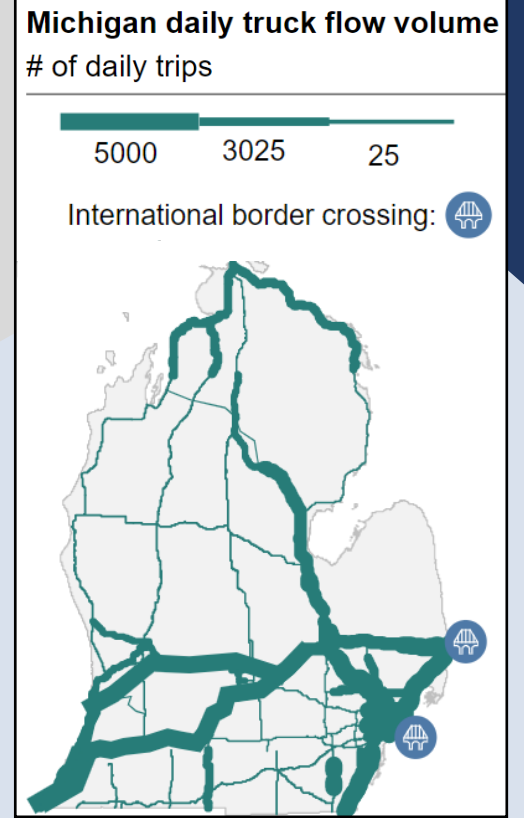 Michigan daily truck flow volume
# of daily trips
5000 3025 25
International border crossing: